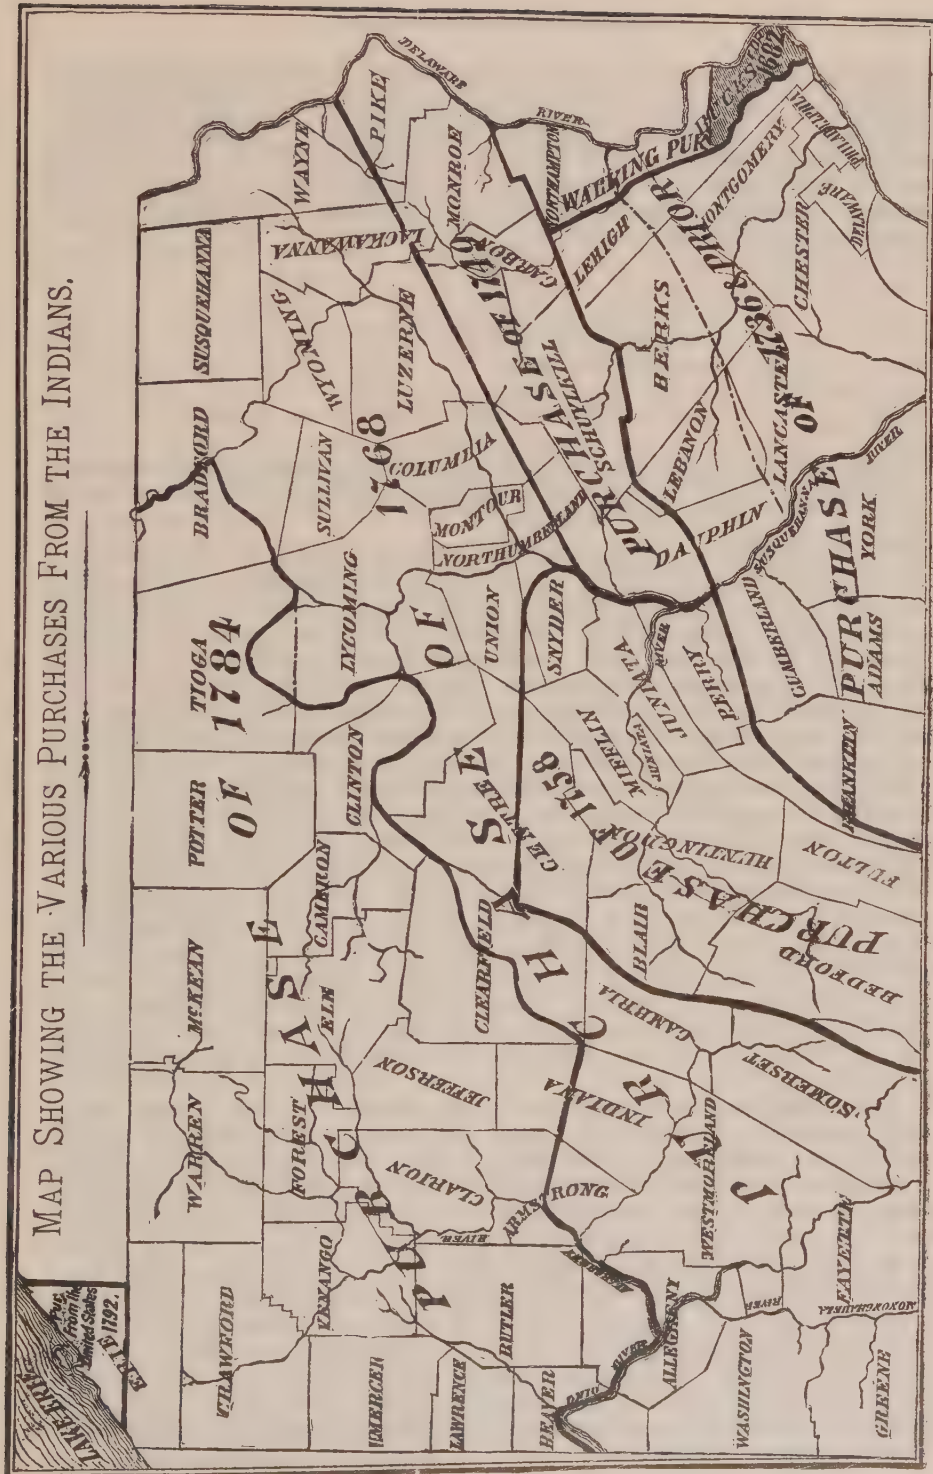 MAP SHOWING THE VARIOUS PURCHASES FROM THE INDIANS.
LAKE ERIE
Pur.
From the
United States
1792.
ERIE
CRAWFORD
MERCER
LAWRENCE
BEAVER
WARREN
VENANGO
BUTLER
FOREST
CLARION
McKEAN
ELK
JEFFERSON
POTTER
CAMERON
CLEARFIELD
TIOGA
CLINTON
CENTRE
BRADFORD
LYCOMING
SULLIVAN
UNION
SNYDER
SUSQUEHANNA
WYOMING
LACKAWANNA
LUZERNE
COLUMBIA
MONTOUR
NORTHUMBERLAND
WAYNE
PIKE
MONROE
CARBON
SCHUYLKILL
NORTHAMPTON
LEHIGH
BERKS
LEBANON
DAUPHIN
LANCASTER
MONTGOMERY
BUCKS
PHILADELPHIA
DELAWARE
CHESTER
YORK
ADAMS
CUMBERLAND
PERRY
JUNIATA
MIFFLIN
HUNTINGDON
FRANKLIN
FULTON
BEDFORD
BLAIR
CAMBRIA
SOMERSET
INDIANA
ARMSTRONG
WESTMORELAND
FAYETTE
ALLEGHENY
WASHINGTON
GREENE
PURCHASE OF 1784
PURCHASE OF 1768
PURCHASE OF 1758
PURCHASE OF 1749
PURCHASE OF 1736 & PRIOR
WALKING PUR.
1682
DELAWARE RIVER
SUSQUEHANNA RIVER
JUNIATA RIVER
RIVER
OHIO RIVER
MONONGAHELA RIVER